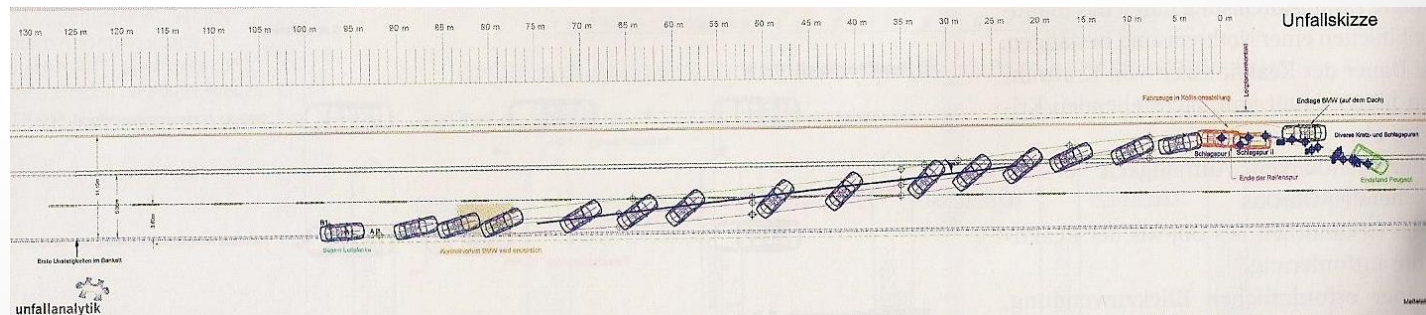 Unfallskizze
130 m 125 m 120 m 115 m 110 m 105 m 100 m 95 m 90 m 85 m 80 m 75 m 70 m 65 m 60 m 55 m 50 m 45 m 40 m 35 m 30 m 25 m 20 m 15 m 10 m 5 m 0 m
Fahrzeuge in Kollisionsstellung
Endlage BMW (auf dem Dach)
Diverse Kratz- und Schlagspuren
Schlagspur I
Schlagspur II
Ende der Reifenspur
Endstand Peugeot
Kontrollverlust BMW wird ersichtlich
Erste Unstetigkeiten im Bankett
unfallanalytik